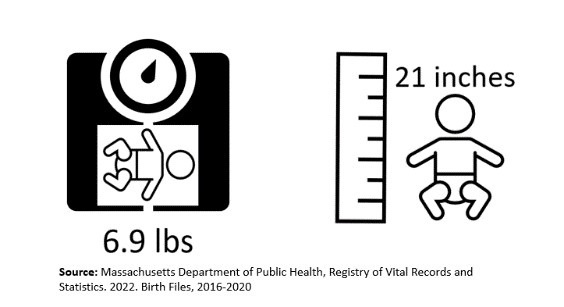 21 inches
6.9 lbs
Source: Massachusetts Department of Public Health, Registry of Vital Records and
Statistics. 2022. Birth Files, 2016-2020